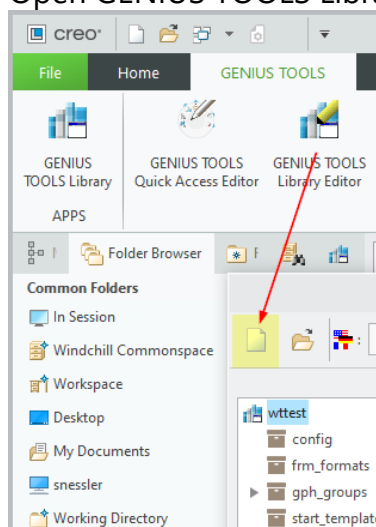 Open GENIUS TOOLS Libr
creo®
File Home GENIUS TOOLS
GENIUS TOOLS Library
GENIUS TOOLS Quick Access Editor
GENIUS TOOLS Library Editor
APPS
Folder Browser
Common Folders
In Session
Windchill Commonspace
Workspace
Desktop
My Documents
snessler
Working Directory
:
wttest
config
frm_formats
gph_groups
start_template